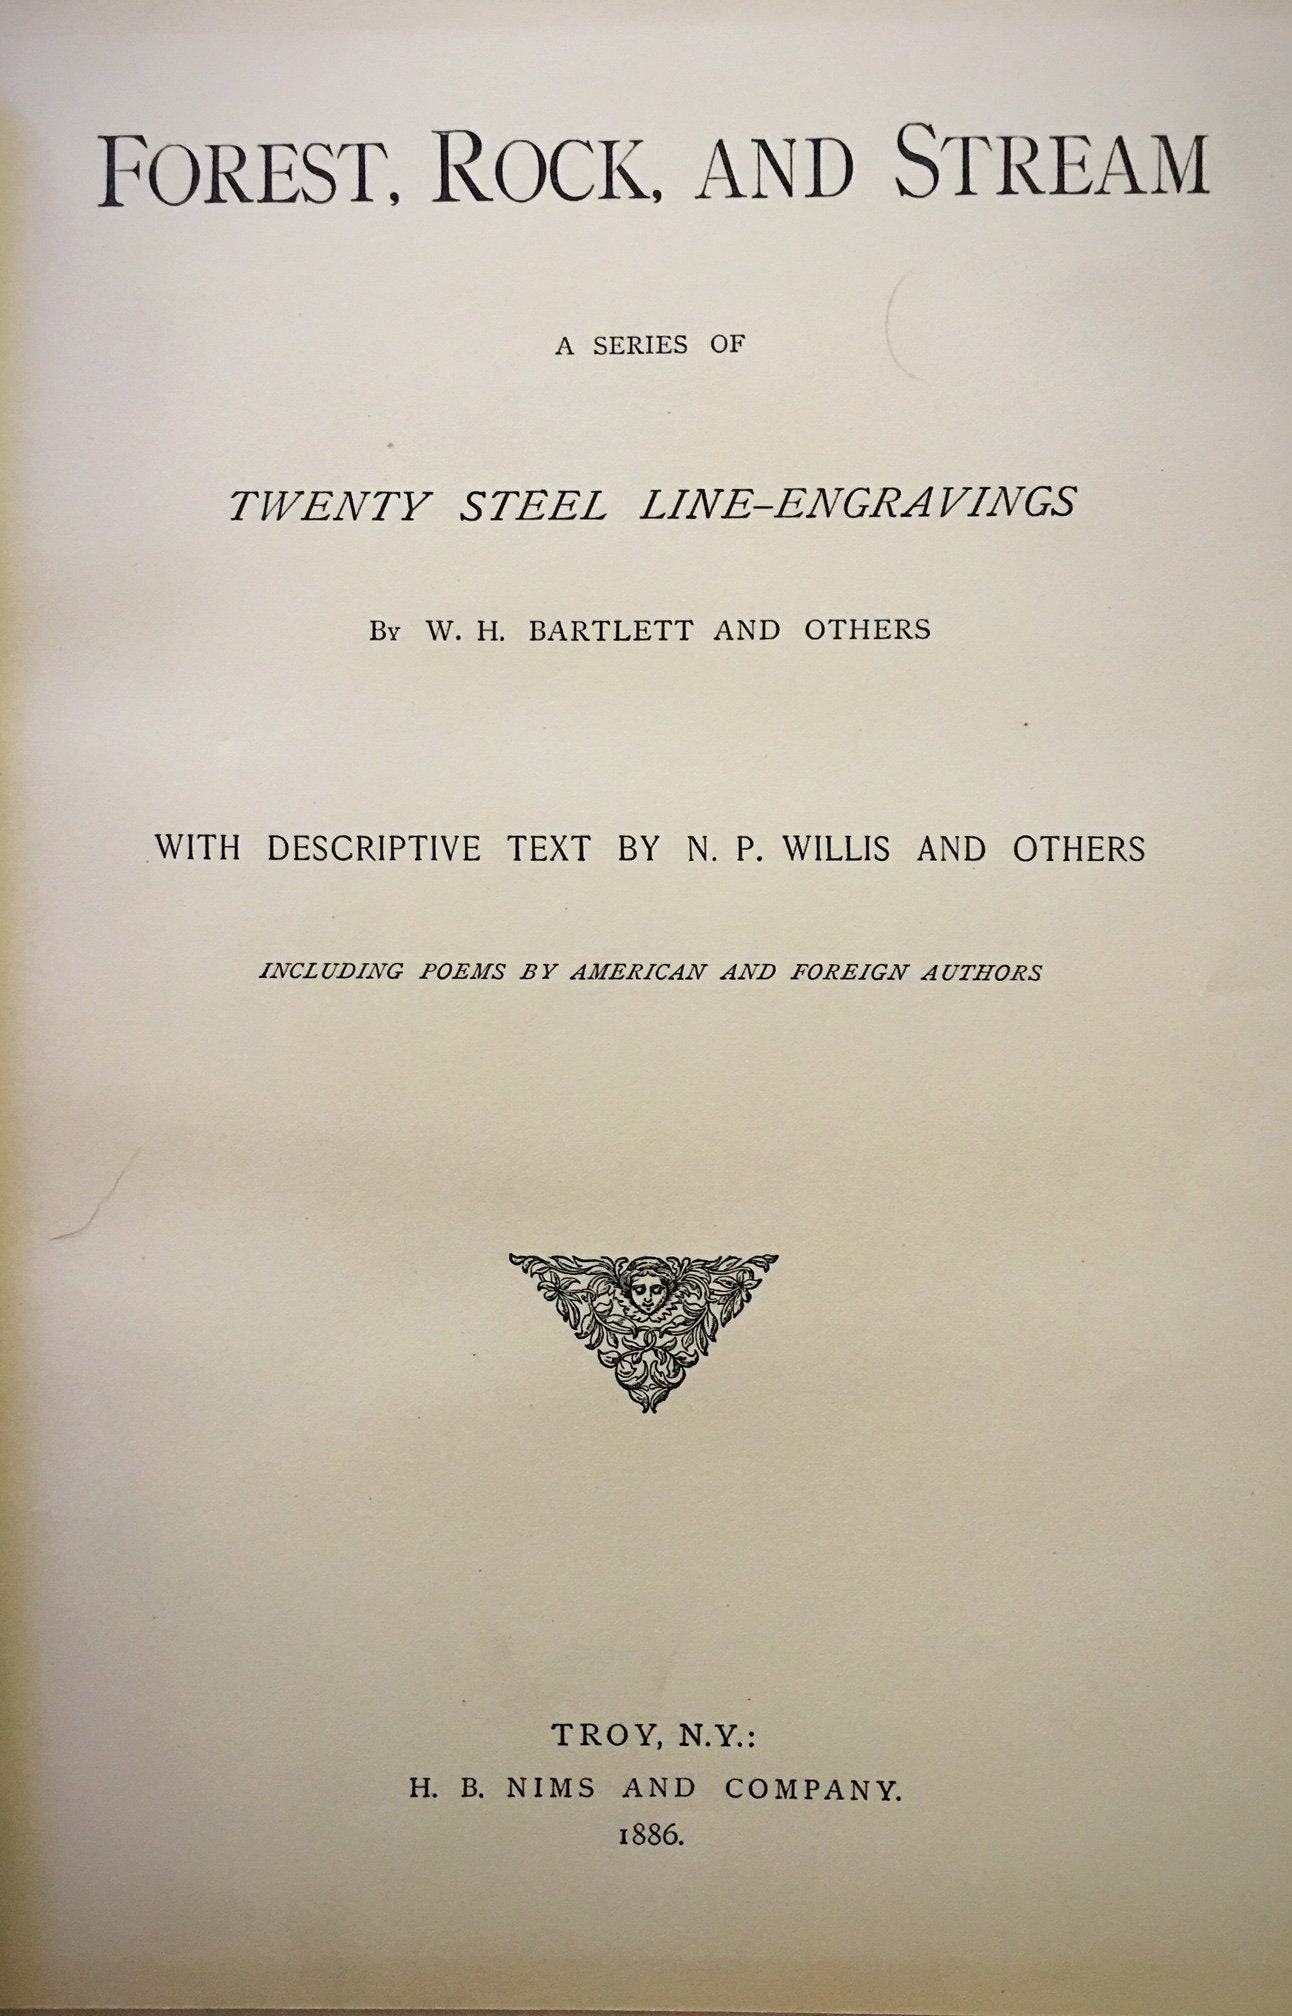 FOREST, ROCK, AND STREAM
A SERIES OF
TWENTY STEEL LINE-ENGRAVINGS
By W. H. BARTLETT AND OTHERS
WITH DESCRIPTIVE TEXT BY N. P. WILLIS AND OTHERS
INCLUDING POEMS BY AMERICAN AND FOREIGN AUTHORS
TROY, N.Y.:
H. B. NIMS AND COMPANY.
1886.